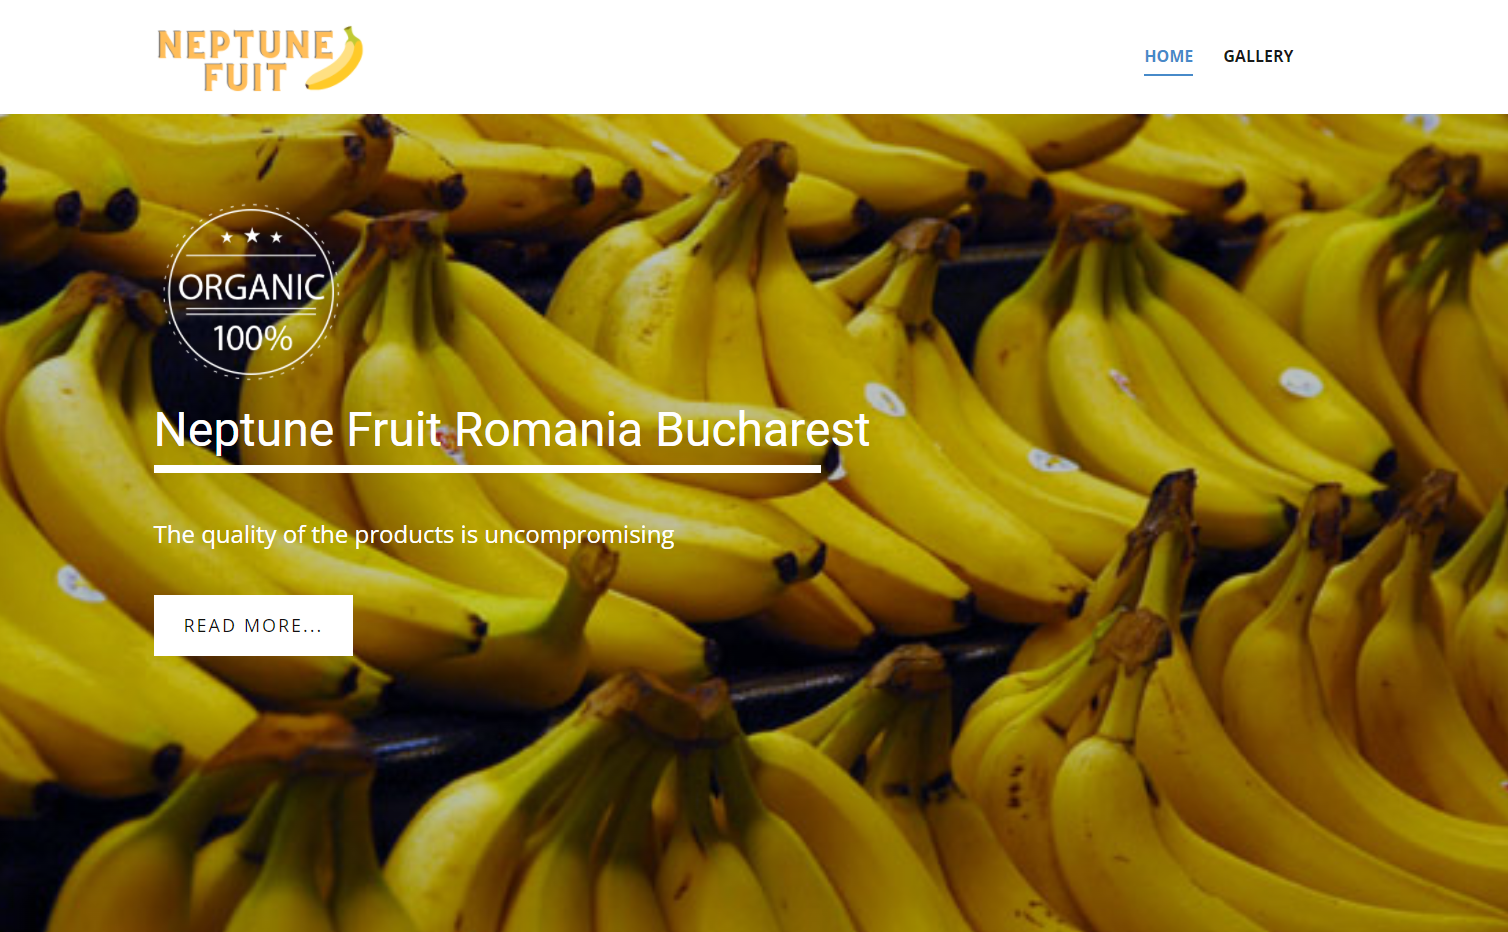 NEPTUNE
FUIT
HOME
GALLERY
ORGANIC
100%
Neptune Fruit Romania Bucharest
The quality of the products is uncompromising
READ MORE...